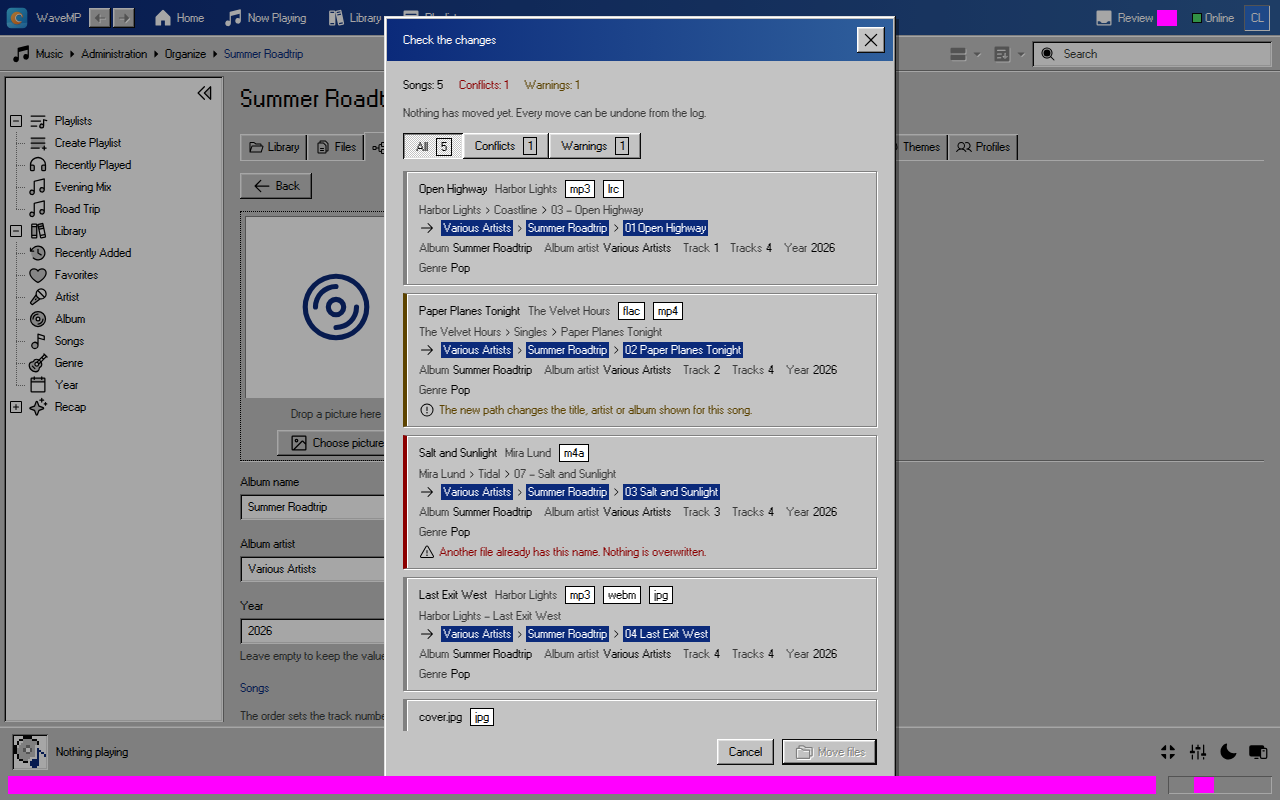 WaveMP Home Now Playing Library Review Online CL
Check the changes
Music Administration Organize Summer Roadtrip Search
Songs: 5 Conflicts: 1 Warnings: 1
Nothing has moved yet. Every move can be undone from the log.
All 5 Conflicts 1 Warnings 1
Playlists
Create Playlist
Recently Played
Evening Mix
Road Trip
Library
Recently Added
Favorites
Artist
Album
Songs
Genre
Year
Recap
Library Files Themes Profiles
Back
Drop a picture here
Choose picture
Album name
Summer Roadtrip
Album artist
Various Artists
Year
2026
Leave empty to keep the value
Songs
The order sets the track numbe
Open Highway Harbor Lights mp3 lrc
Harbor Lights > Coastline > 03 – Open Highway
→ Various Artists > Summer Roadtrip > 01 Open Highway
Album Summer Roadtrip Album artist Various Artists Track 1 Tracks 4 Year 2026
Genre Pop
Paper Planes Tonight The Velvet Hours flac mp4
The Velvet Hours > Singles > Paper Planes Tonight
→ Various Artists > Summer Roadtrip > 02 Paper Planes Tonight
Album Summer Roadtrip Album artist Various Artists Track 2 Tracks 4 Year 2026
Genre Pop
The new path changes the title, artist or album shown for this song.
Salt and Sunlight Mira Lund m4a
Mira Lund > Tidal > 07 – Salt and Sunlight
→ Various Artists > Summer Roadtrip > 03 Salt and Sunlight
Album Summer Roadtrip Album artist Various Artists Track 3 Tracks 4 Year 2026
Genre Pop
Another file already has this name. Nothing is overwritten.
Last Exit West Harbor Lights mp3 webm jpg
Harbor Lights – Last Exit West
→ Various Artists > Summer Roadtrip > 04 Last Exit West
Album Summer Roadtrip Album artist Various Artists Track 4 Tracks 4 Year 2026
Genre Pop
cover.jpg jpg
Cancel Move files
Nothing playing